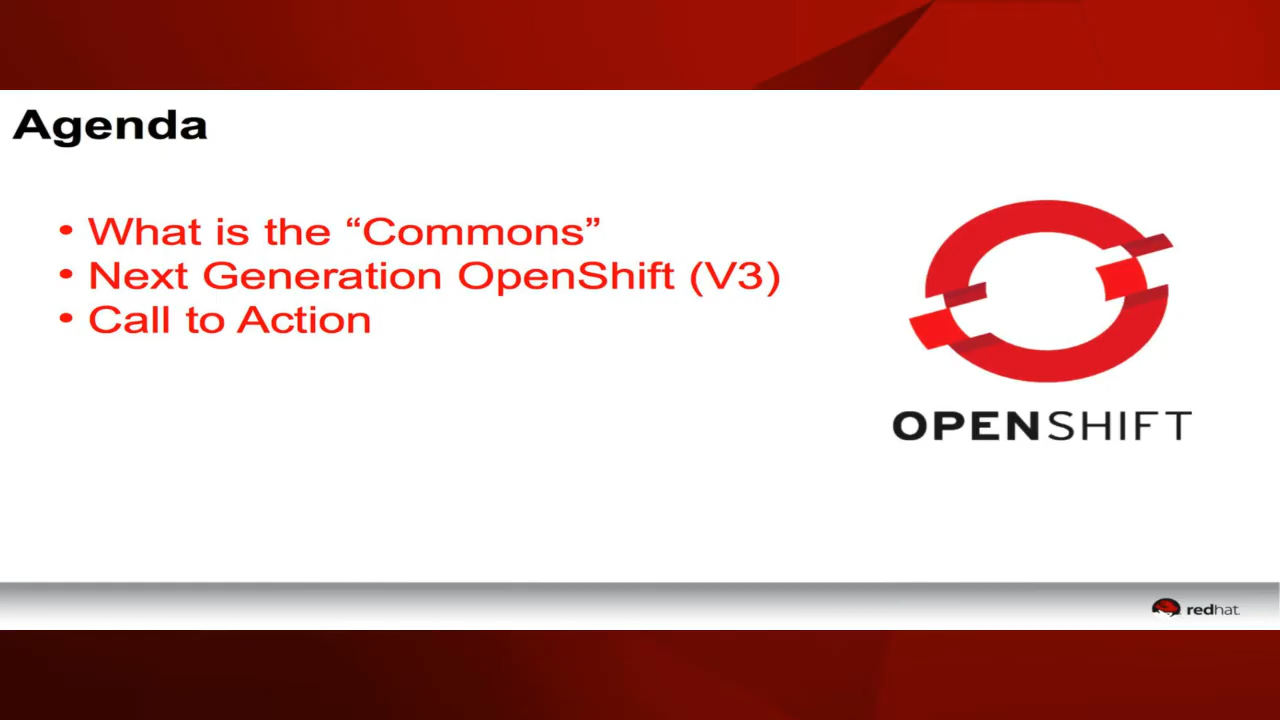 Agenda
• What is the “Commons”
• Next Generation OpenShift (V3)
• Call to Action
OPENSHIFT
redhat.